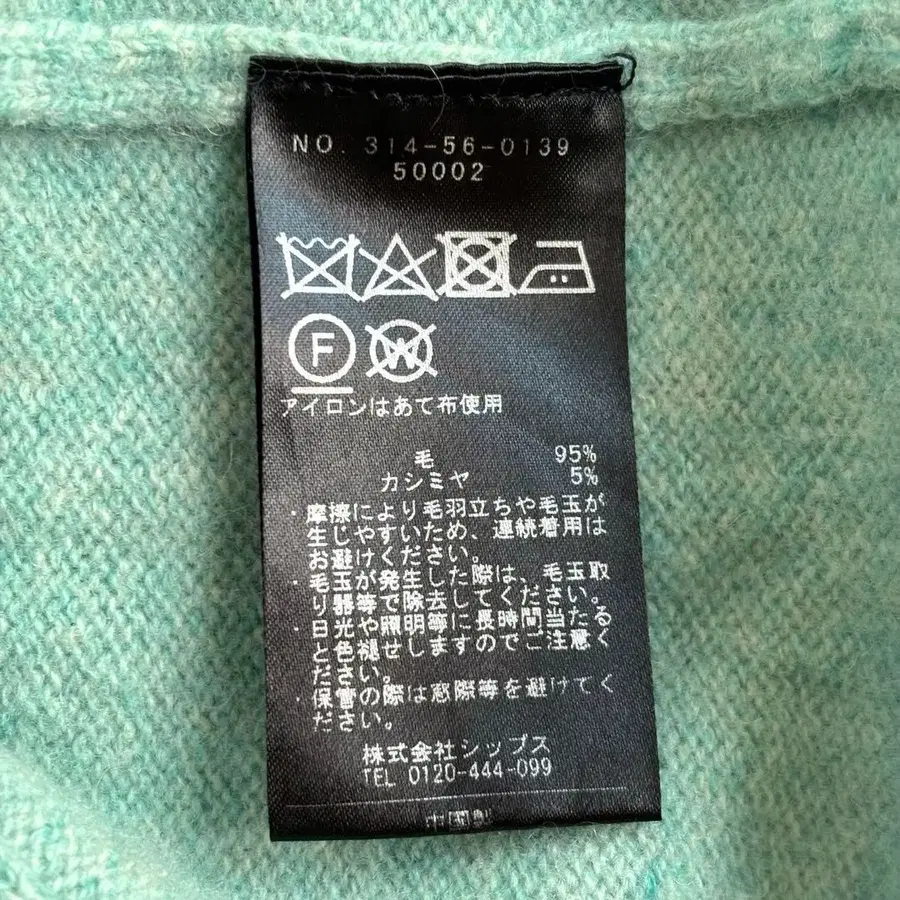 NO. 314-56-0139
50002
F
W
アイロンはあて布使用
毛 95%
カシミヤ 5%
・摩擦により毛羽立ちや毛玉が
生じやすいため、連続着用は
お避けください。
・毛玉が発生した際は、毛玉取
り器等で除去してください。
・日光や照明等に長時間当たる
と色褪せしますのでご注意く
ださい。
・保管の際は窓際等を避けてく
ださい。
株式会社シップス
TEL 0120-444-099
中国製